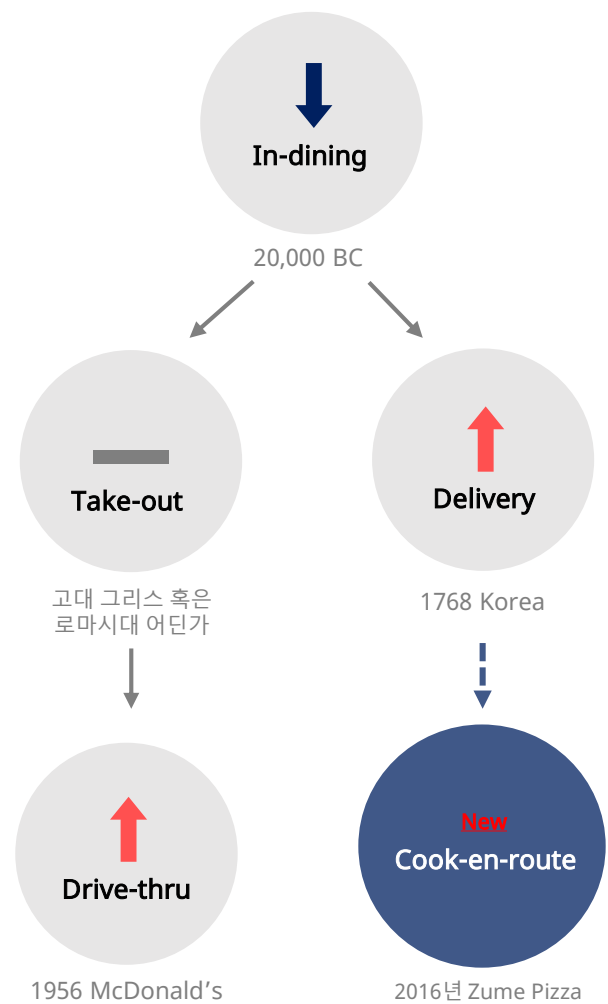 In-dining
20,000 BC
Take-out
고대 그리스 혹은
로마시대 어딘가
Delivery
1768 Korea
Drive-thru
1956 McDonald’s
New
Cook-en-route
2016년 Zume Pizza